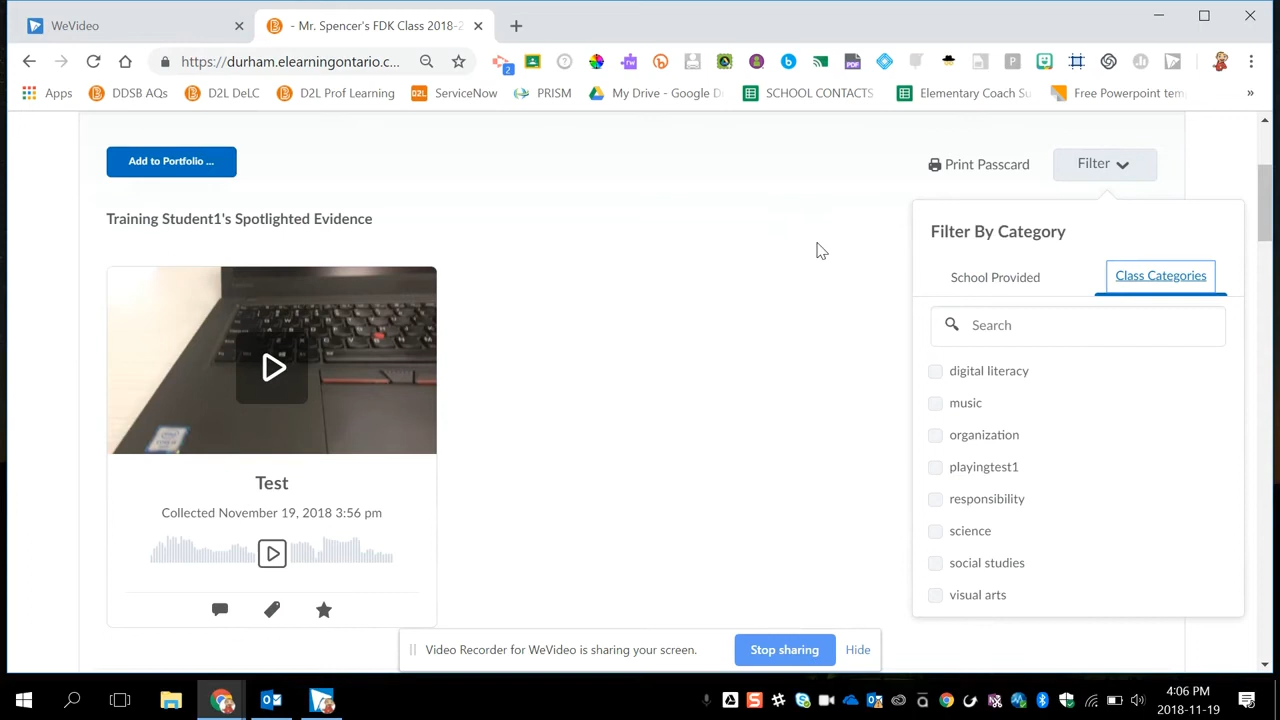 WeVideo
- Mr. Spencer's FDK Class 2018-2
https://durham.elearningontario.c...
2
Apps
DDSB AQs
D2L DeLC
D2L Prof Learning
ServiceNow
PRISM
My Drive - Google D
SCHOOL CONTACTS
Elementary Coach Su
Free Powerpoint tem
»
Add to Portfolio ...
Print Passcard
Filter
Training Student1's Spotlighted Evidence
Filter By Category
School Provided
Class Categories
Search
digital literacy
music
organization
playingtest1
responsibility
science
social studies
visual arts
Test
Collected November 19, 2018 3:56 pm
Video Recorder for WeVideo is sharing your screen.
Stop sharing
Hide
4:06 PM
2018-11-19